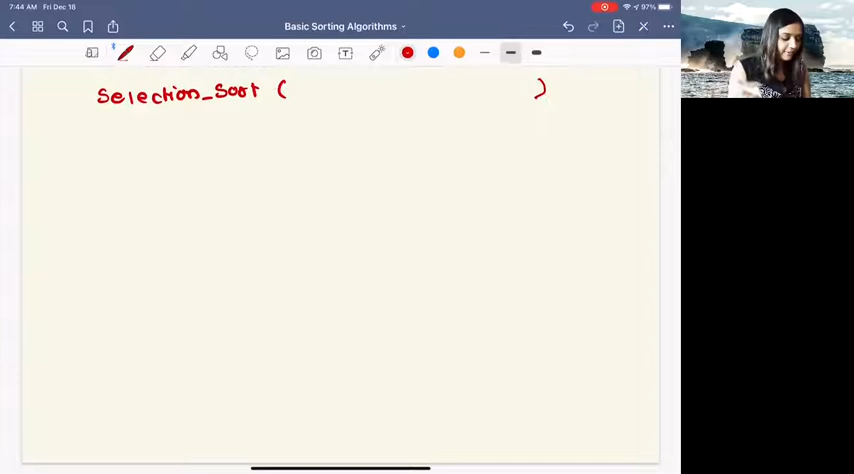 7:44 AM Fri Dec 18
97%
Basic Sorting Algorithms
Selection_Sort ( )